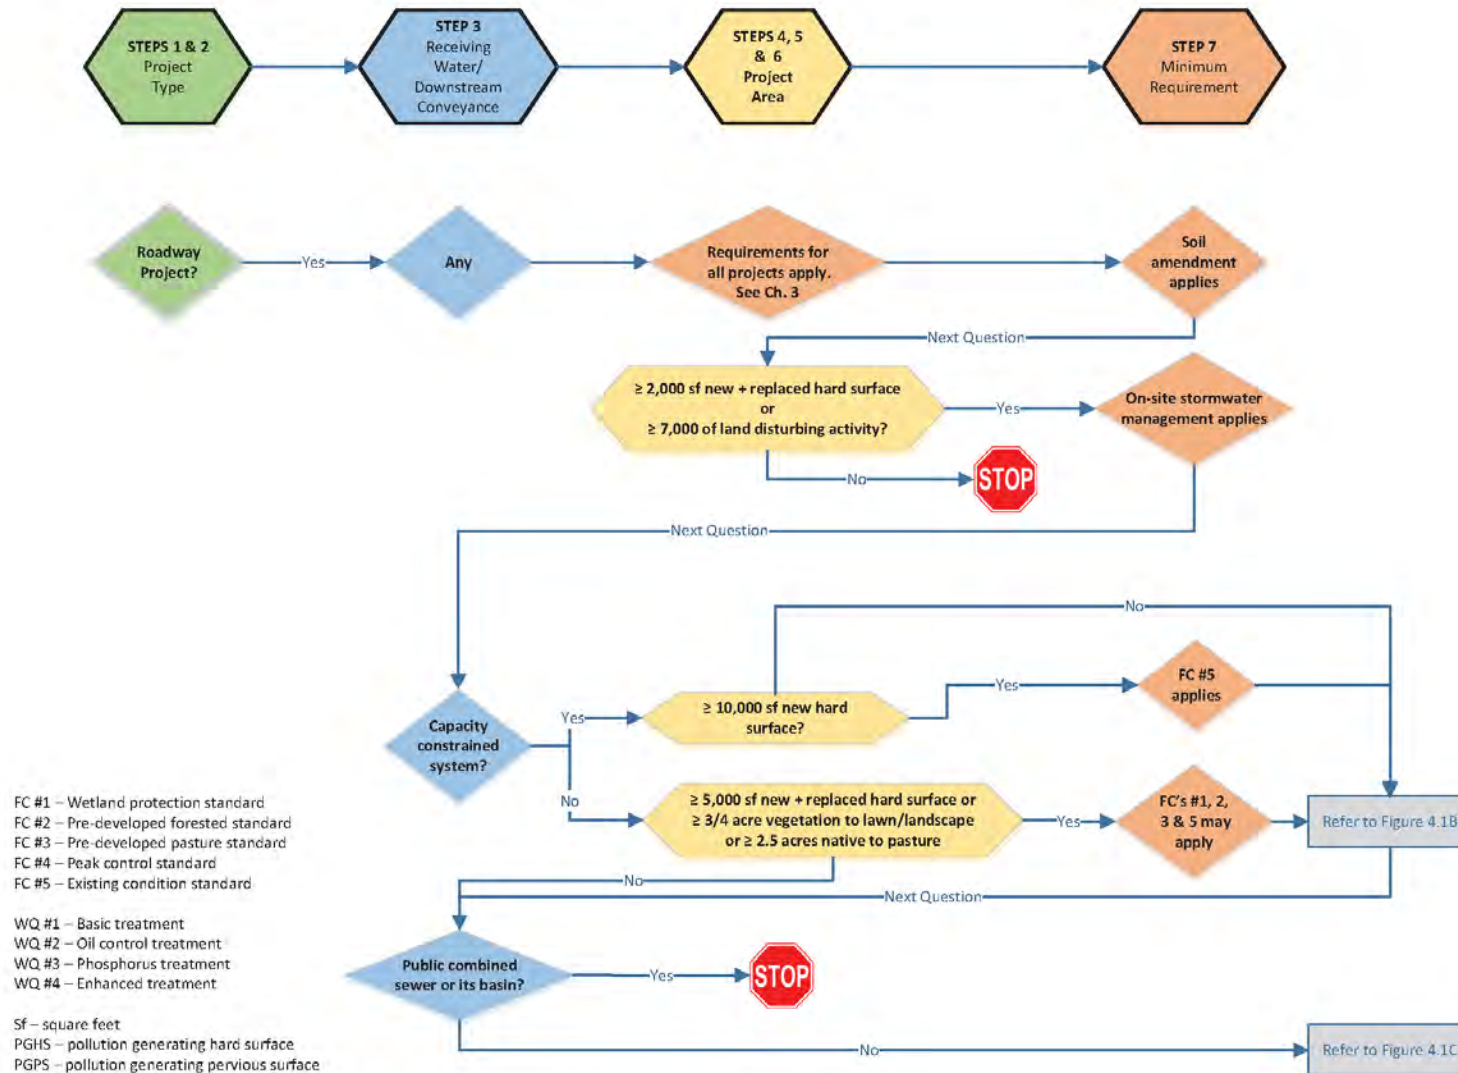 STEPS 1 & 2
Project
Type
STEP 3
Receiving
Water/
Downstream
Conveyance
STEPS 4, 5
& 6
Project
Area
STEP 7
Minimum
Requirement
Roadway
Project?
Yes
Any
Requirements for
all projects apply.
See Ch. 3
Soil
amendment
applies
Next Question
≥ 2,000 sf new + replaced hard surface
or
≥ 7,000 of land disturbing activity?
Yes
On-site stormwater
management applies
No
STOP
Next Question
No
Capacity
constrained
system?
Yes
≥ 10,000 sf new hard
surface?
Yes
FC #5
applies
No
≥ 5,000 sf new + replaced hard surface or
≥ 3/4 acre vegetation to lawn/landscape
or ≥ 2.5 acres native to pasture
Yes
FC's #1, 2,
3 & 5 may
apply
Refer to Figure 4.1B
No
Next Question
Public combined
sewer or its basin?
Yes
STOP
No
Refer to Figure 4.1C
FC #1 – Wetland protection standard
FC #2 – Pre-developed forested standard
FC #3 – Pre-developed pasture standard
FC #4 – Peak control standard
FC #5 – Existing condition standard
WQ #1 – Basic treatment
WQ #2 – Oil control treatment
WQ #3 – Phosphorus treatment
WQ #4 – Enhanced treatment
Sf – square feet
PGHS – pollution generating hard surface
PGPS – pollution generating pervious surface